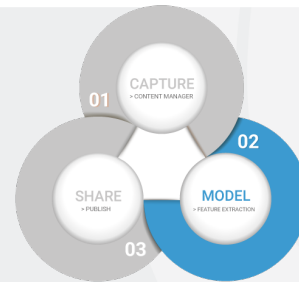 CAPTURE
> CONTENT MANAGER
01
02
MODEL
> FEATURE EXTRACTION
SHARE
> PUBLISH
03